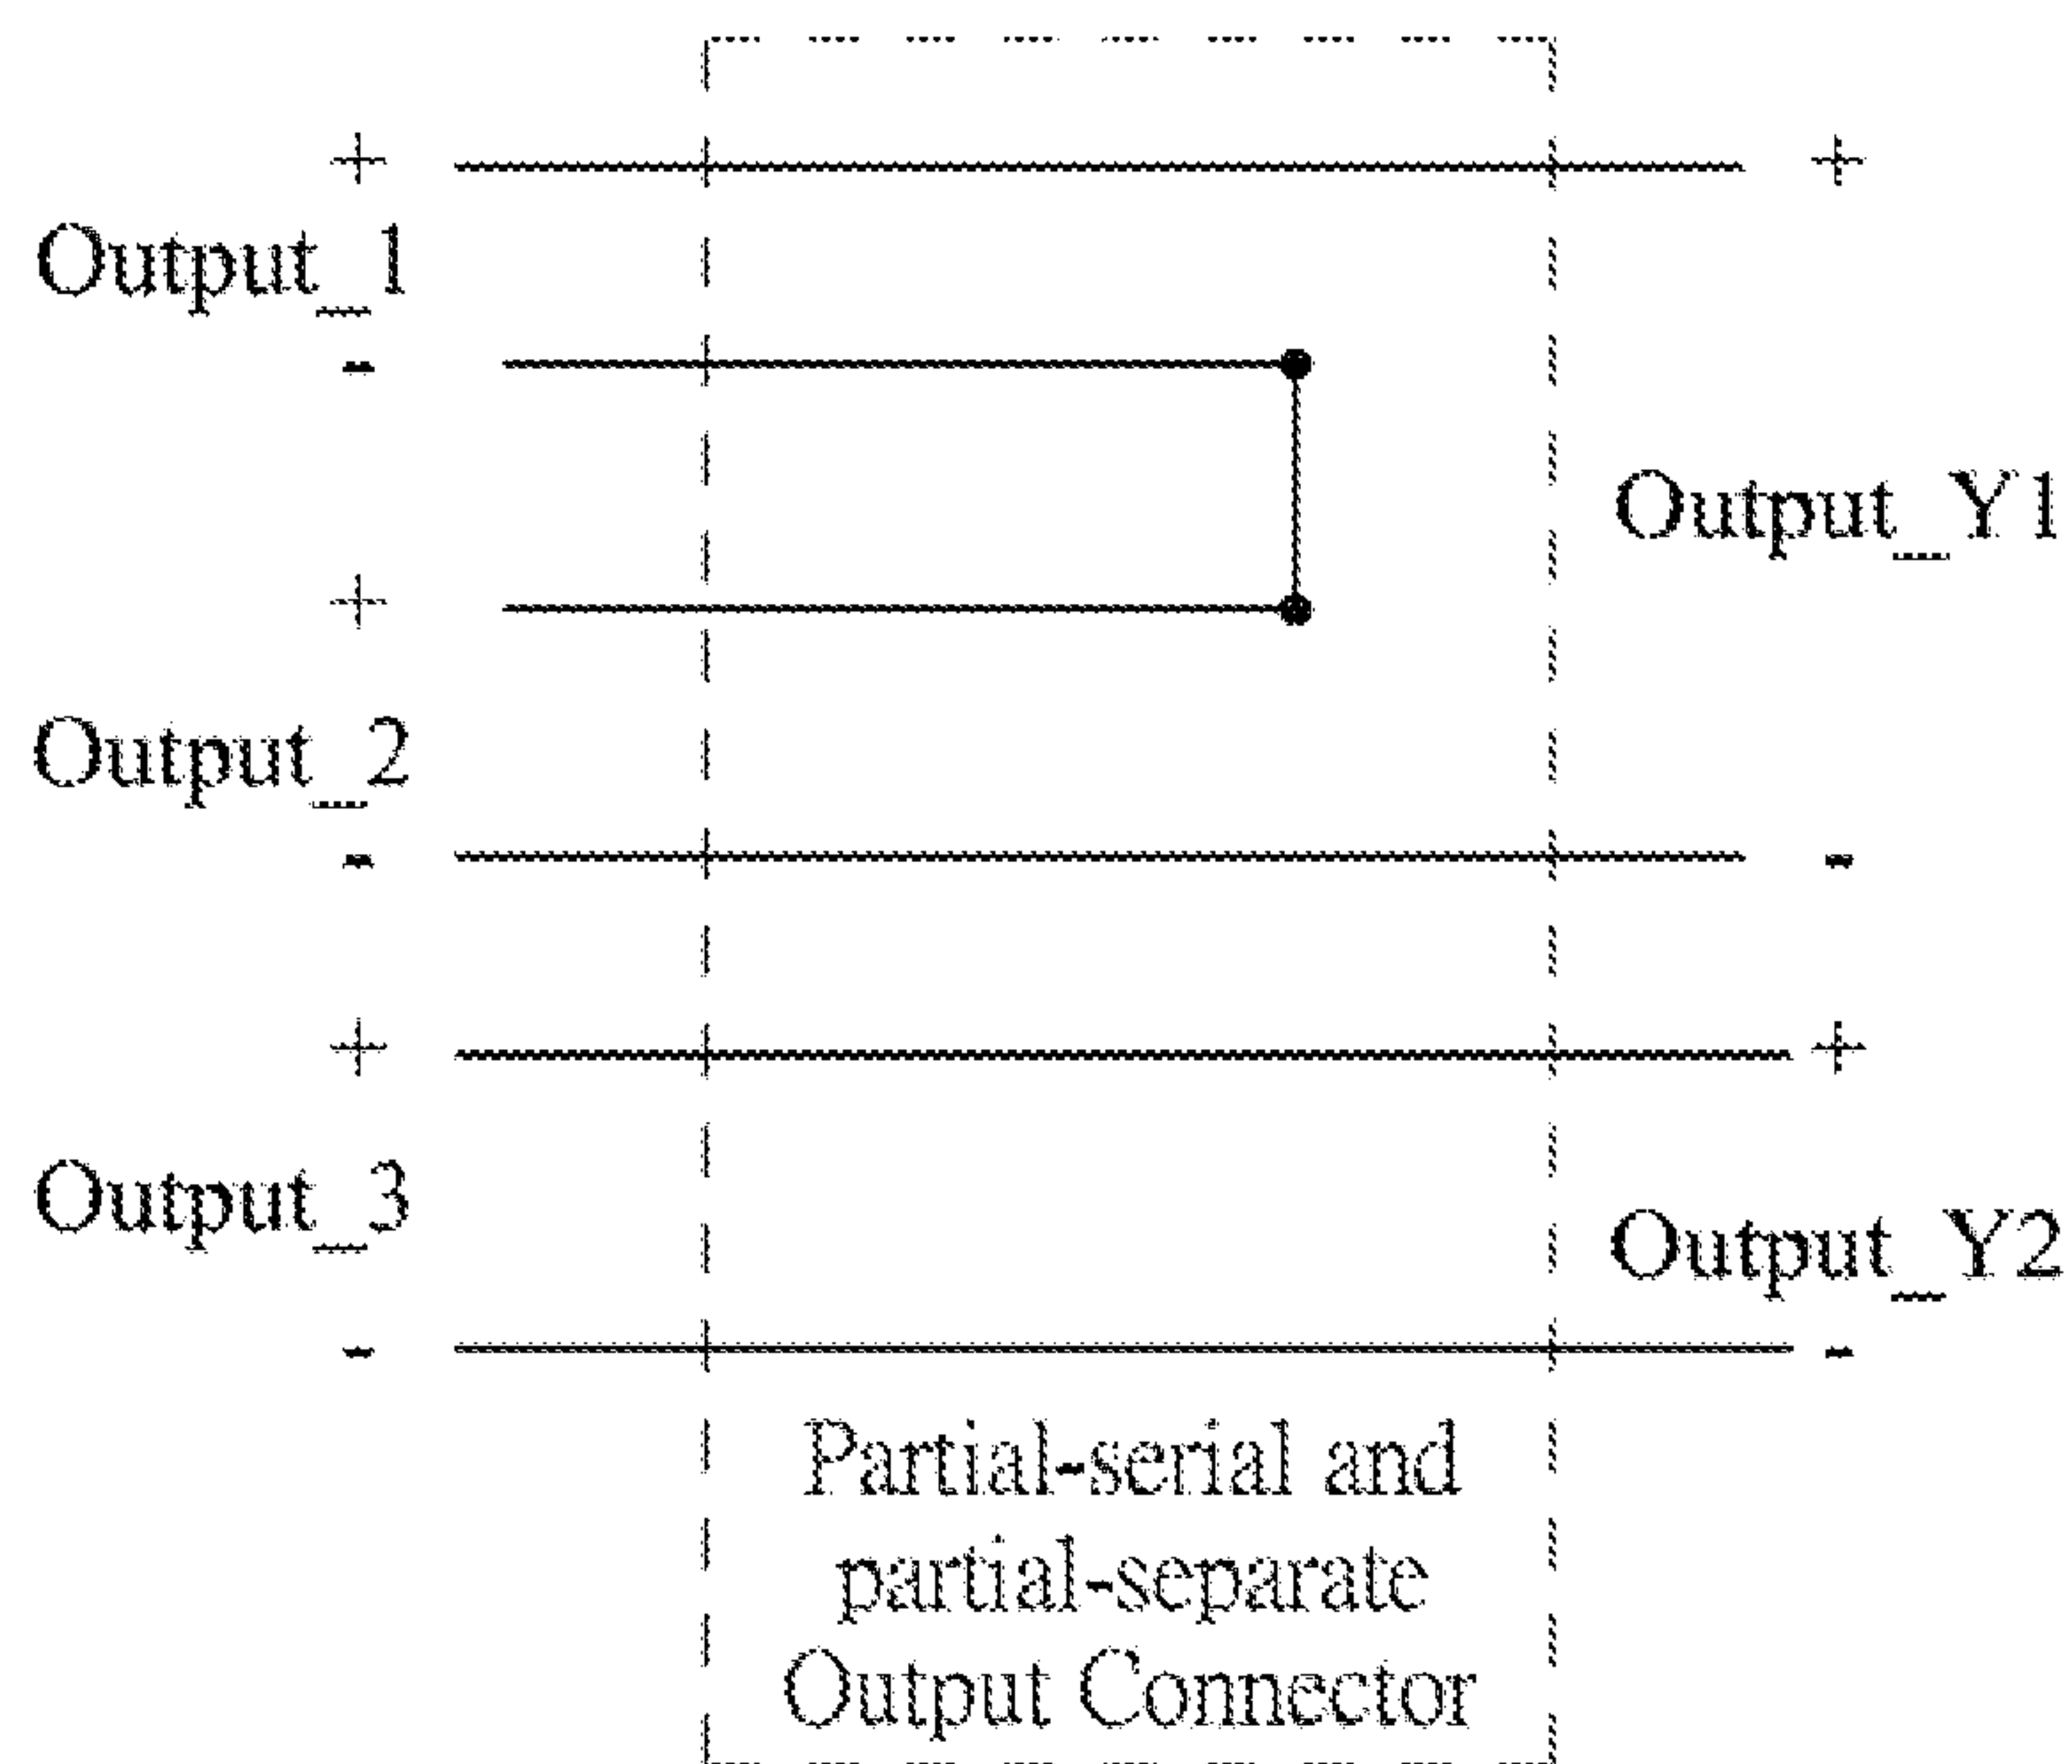 + +
Output_1
-
Output_Y1
+
Output_2
- -
+ +
Output_3
Output_Y2
- -
Partial-serial and
partial-separate
Output Connector